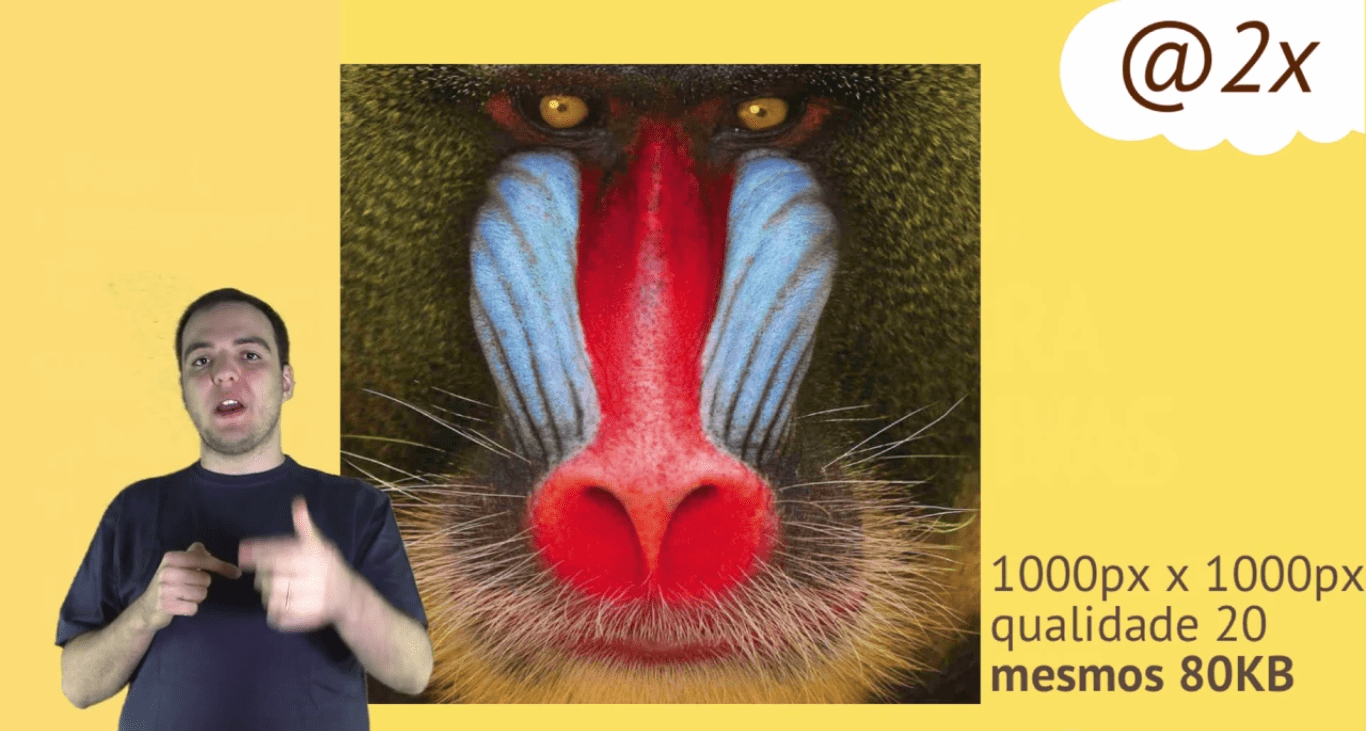 @2x
1000px x 1000px
qualidade 20
mesmos 80KB